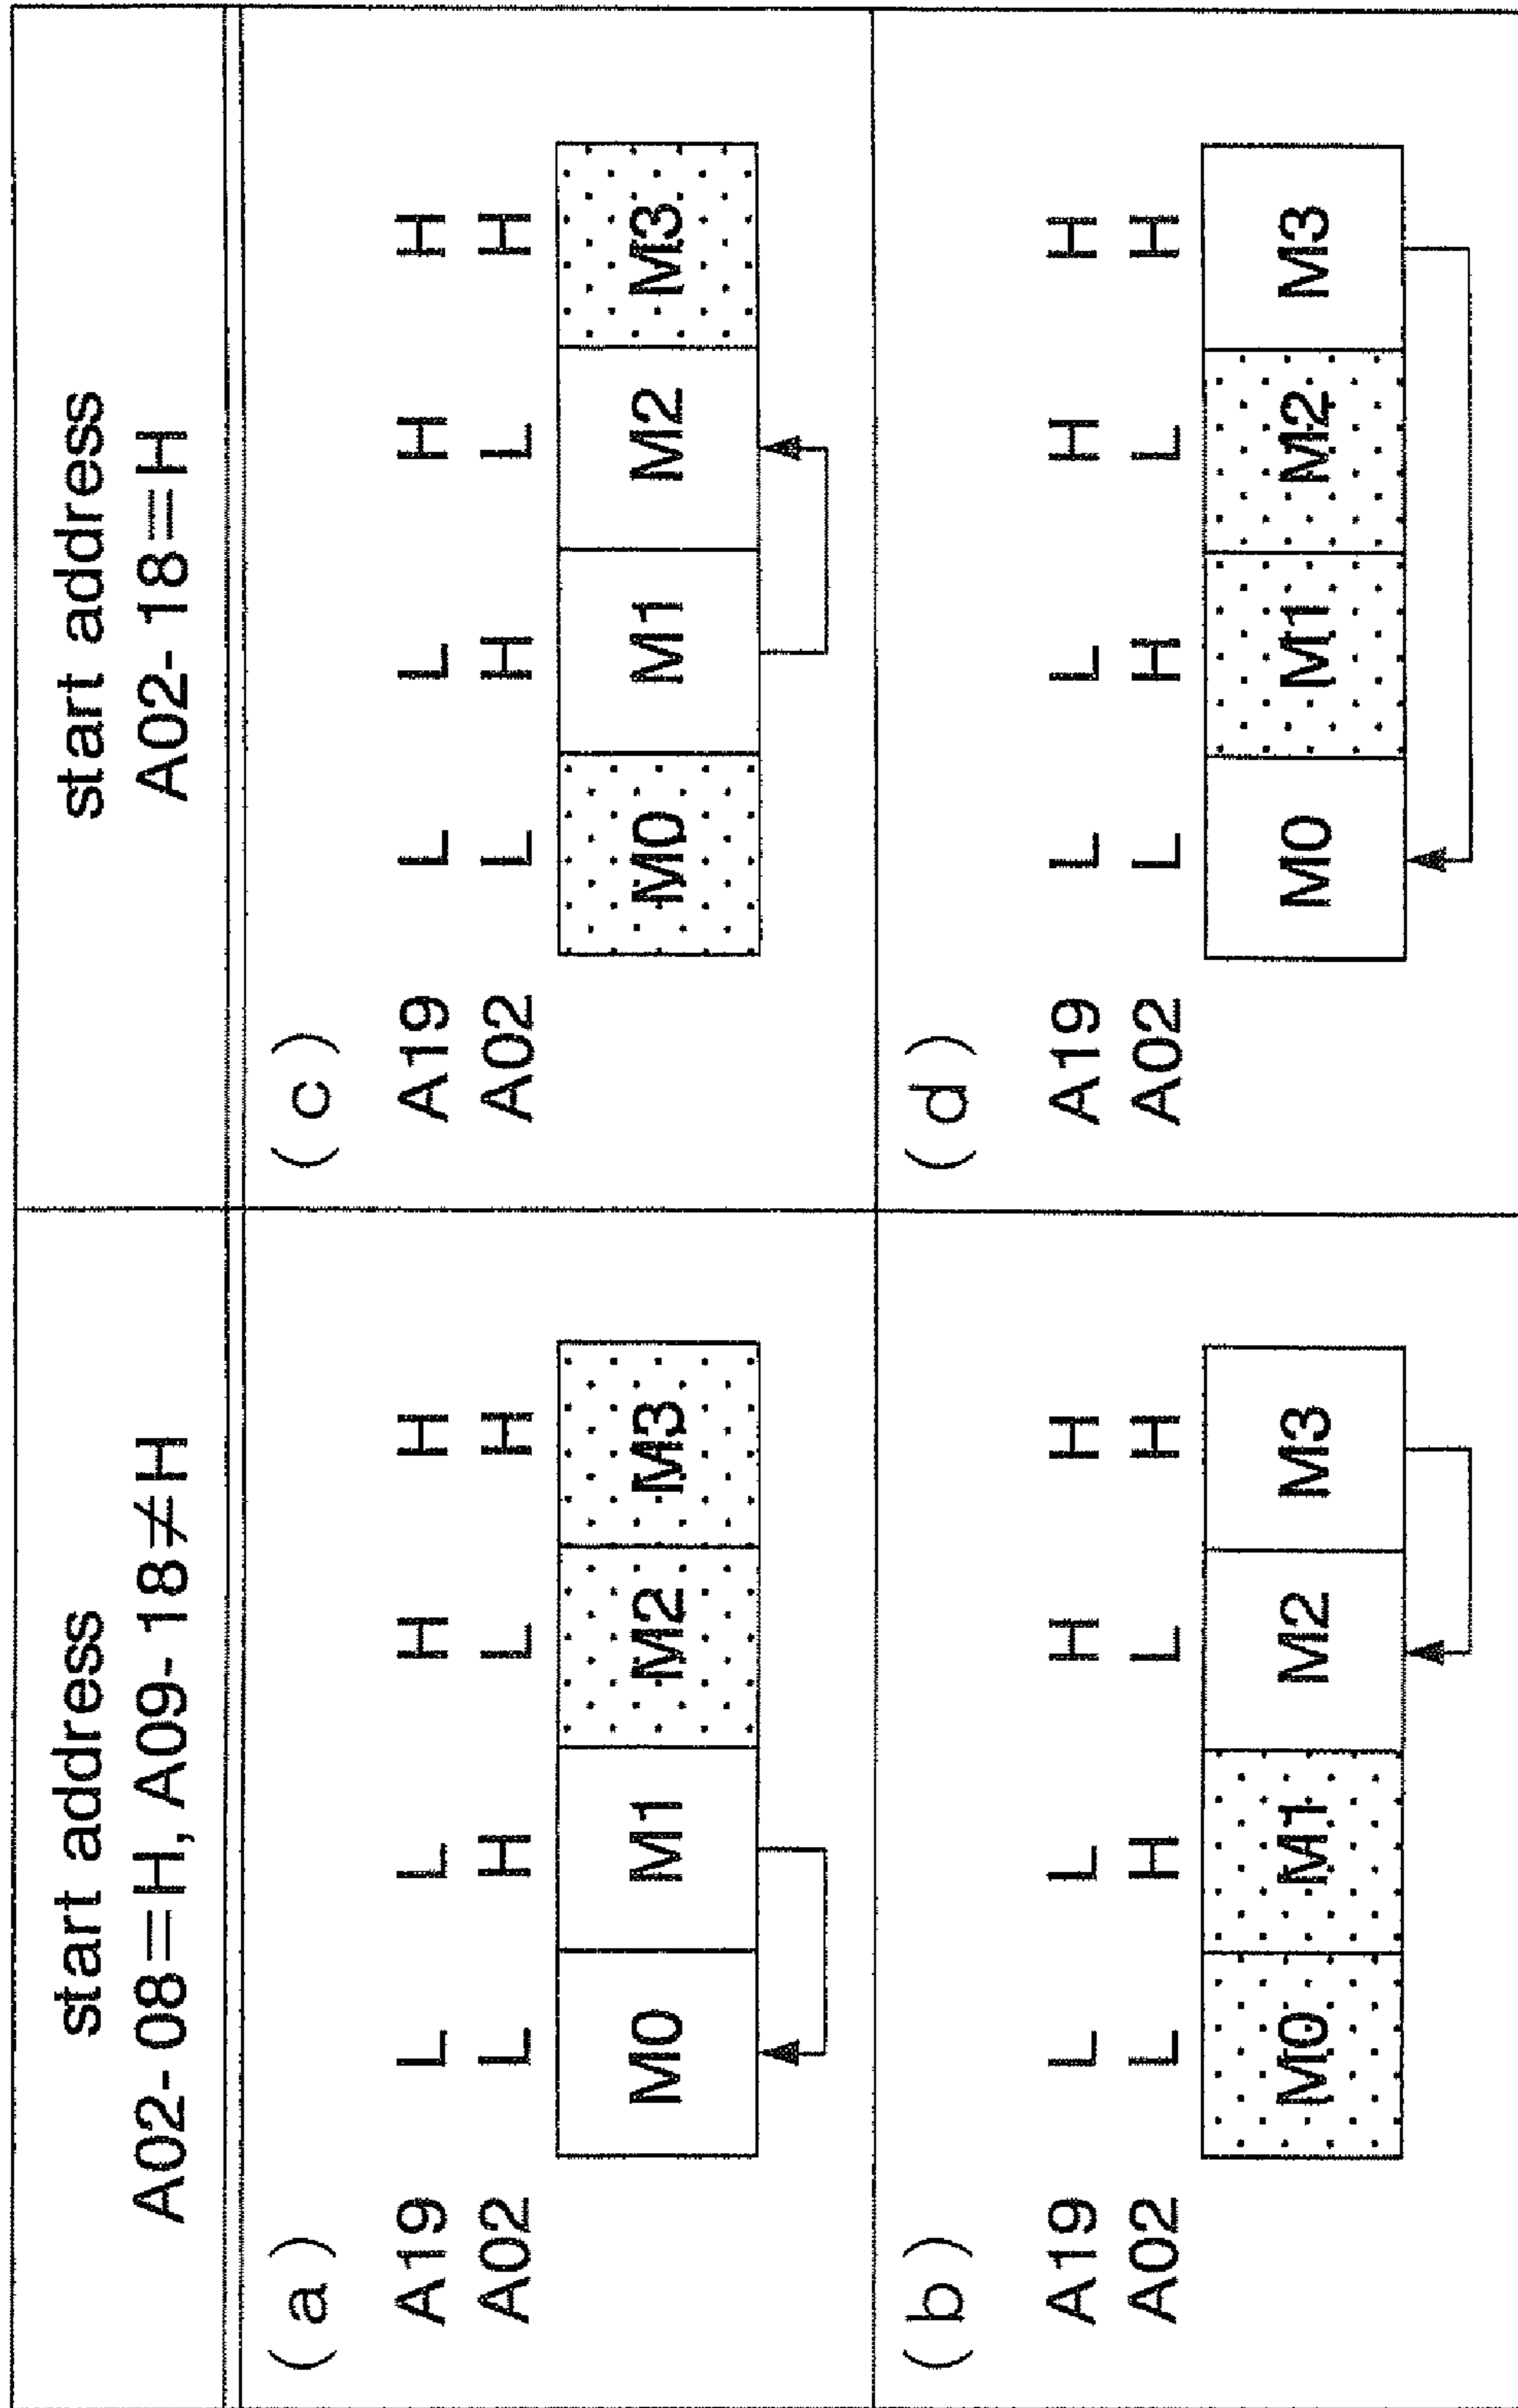 start address
A02-08=H, A09-18≠H
start address
A02-18=H
(a)
A19 L L H H
A02 L H L H
M0 M1 M2 M3
(c)
A19 L L H H
A02 L H L H
M0 M1 M2 M3
(b)
A19 L L H H
A02 L H L H
M0 M1 M2 M3
(d)
A19 L L H H
A02 L H L H
M0 M1 M2 M3